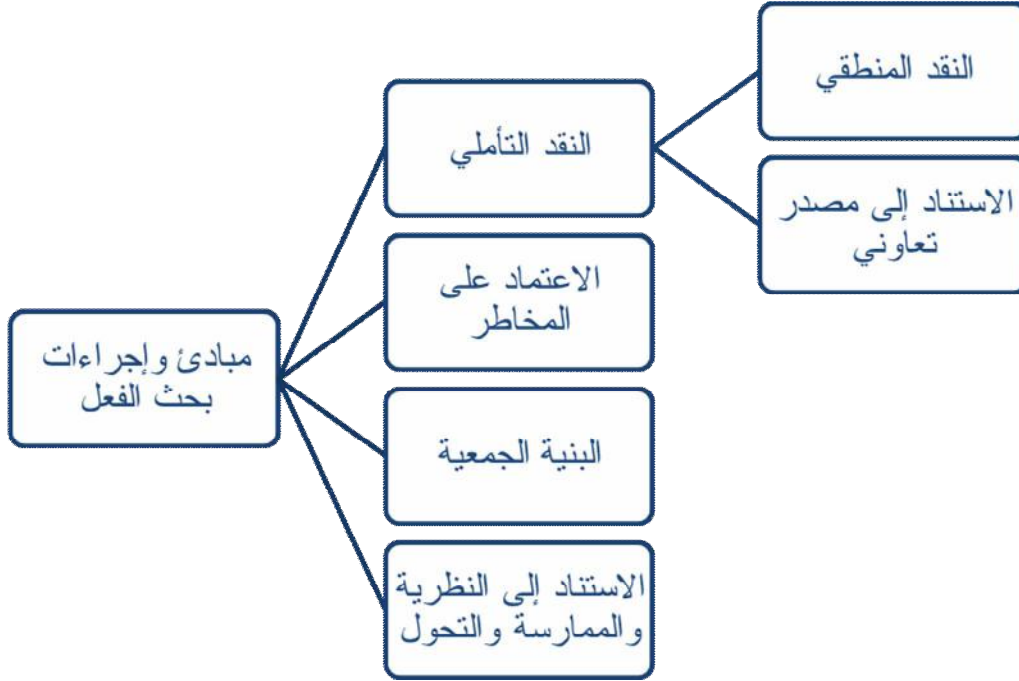 مبادئ وإجراءات
بحث الفعل
النقد التأملي
الاعتماد على
المخاطر
البنية الجمعية
الاستناد إلى النظرية
والممارسة والتحول
النقد المنطقي
الاستناد إلى مصدر
تعاوني